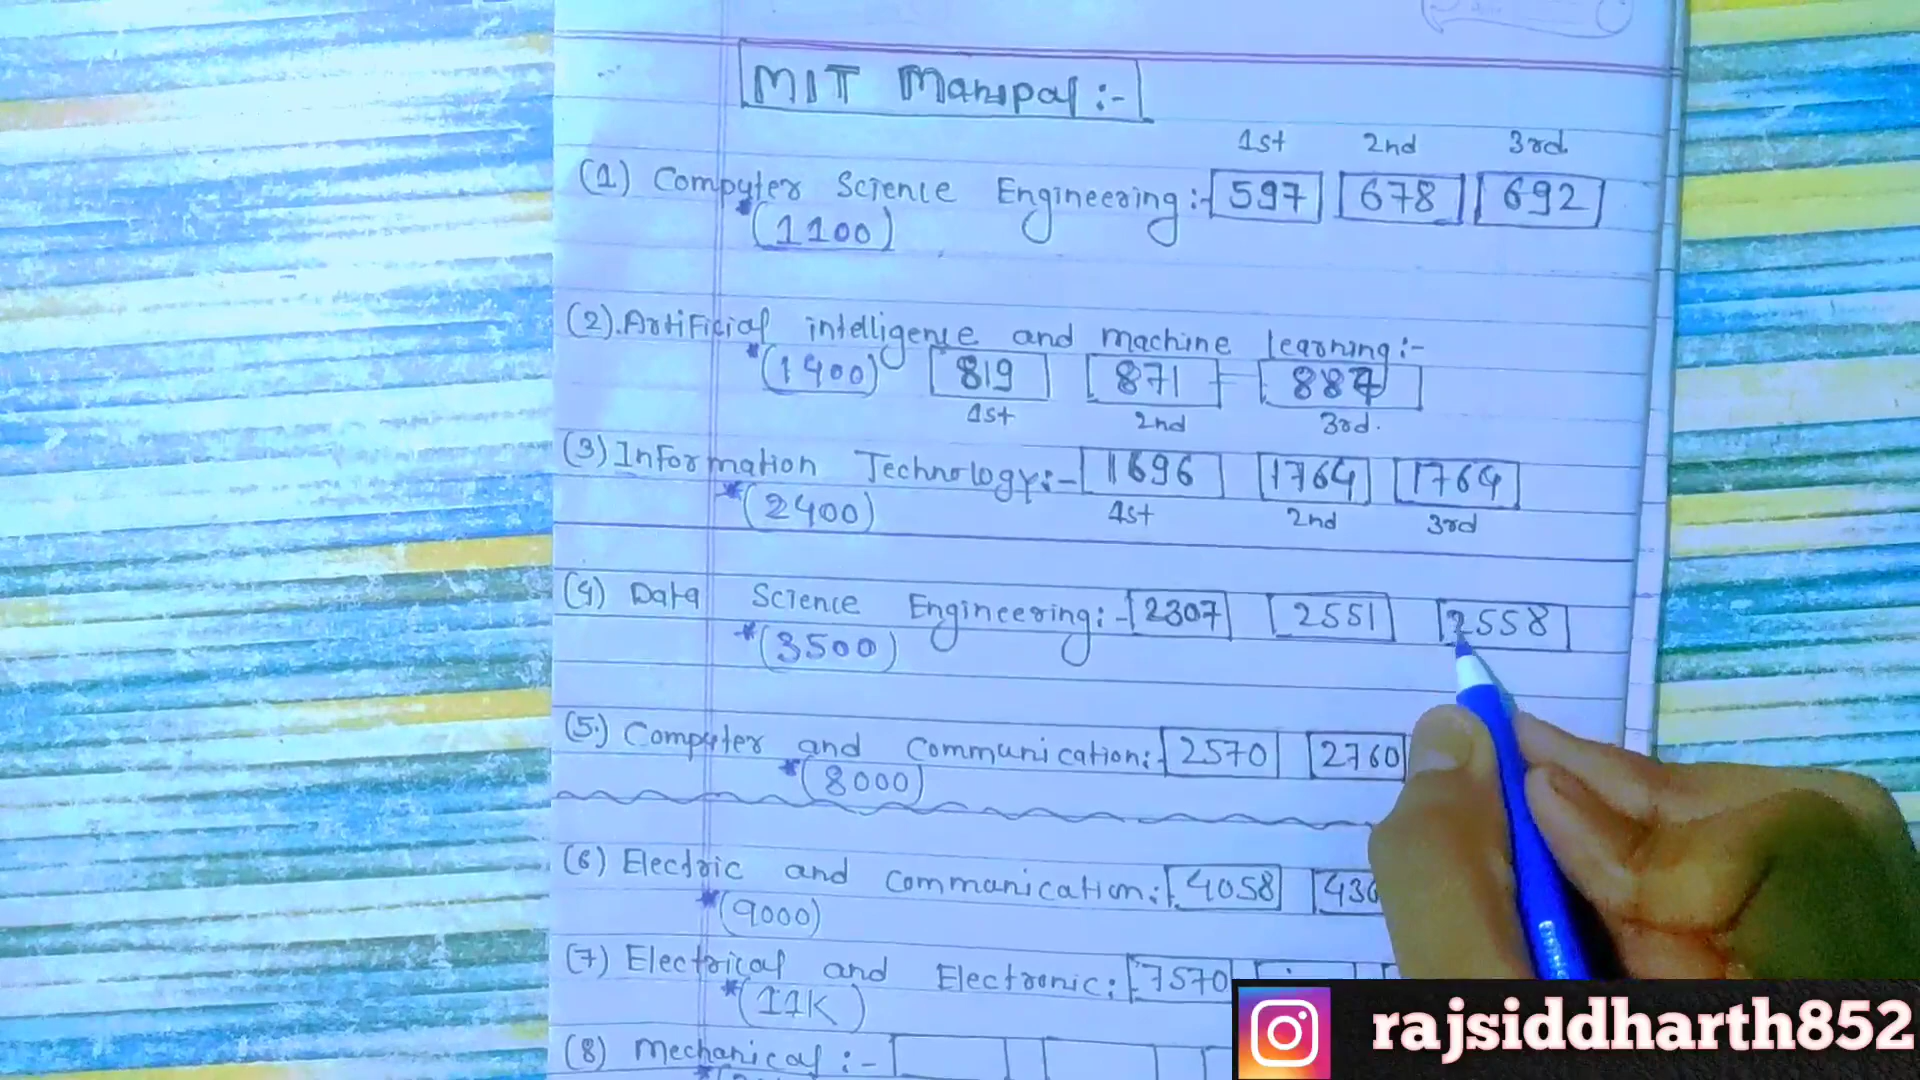 MIT Manipal :-
1st 2nd 3rd
(1) Computer Science Engineering :- 597 678 692
*(1100)
(2). Artificial intelligense and machine learning :-
*(1400) 819 871 887
1st 2nd 3rd.
(3) Information Technology :- 1696 1764 1764
*(2400) 1st 2nd 3rd
(4) Data Science Engineering :- 2307 2551 2558
*(3500)
(5.) Computer and Communication :- 2570 2760
*(8000)
(6) Electric and Communication :- 4058
*(9000)
(7) Electrical and Electronic : 7570
*(11K)
(8) mechanical :-
rajsiddharth852